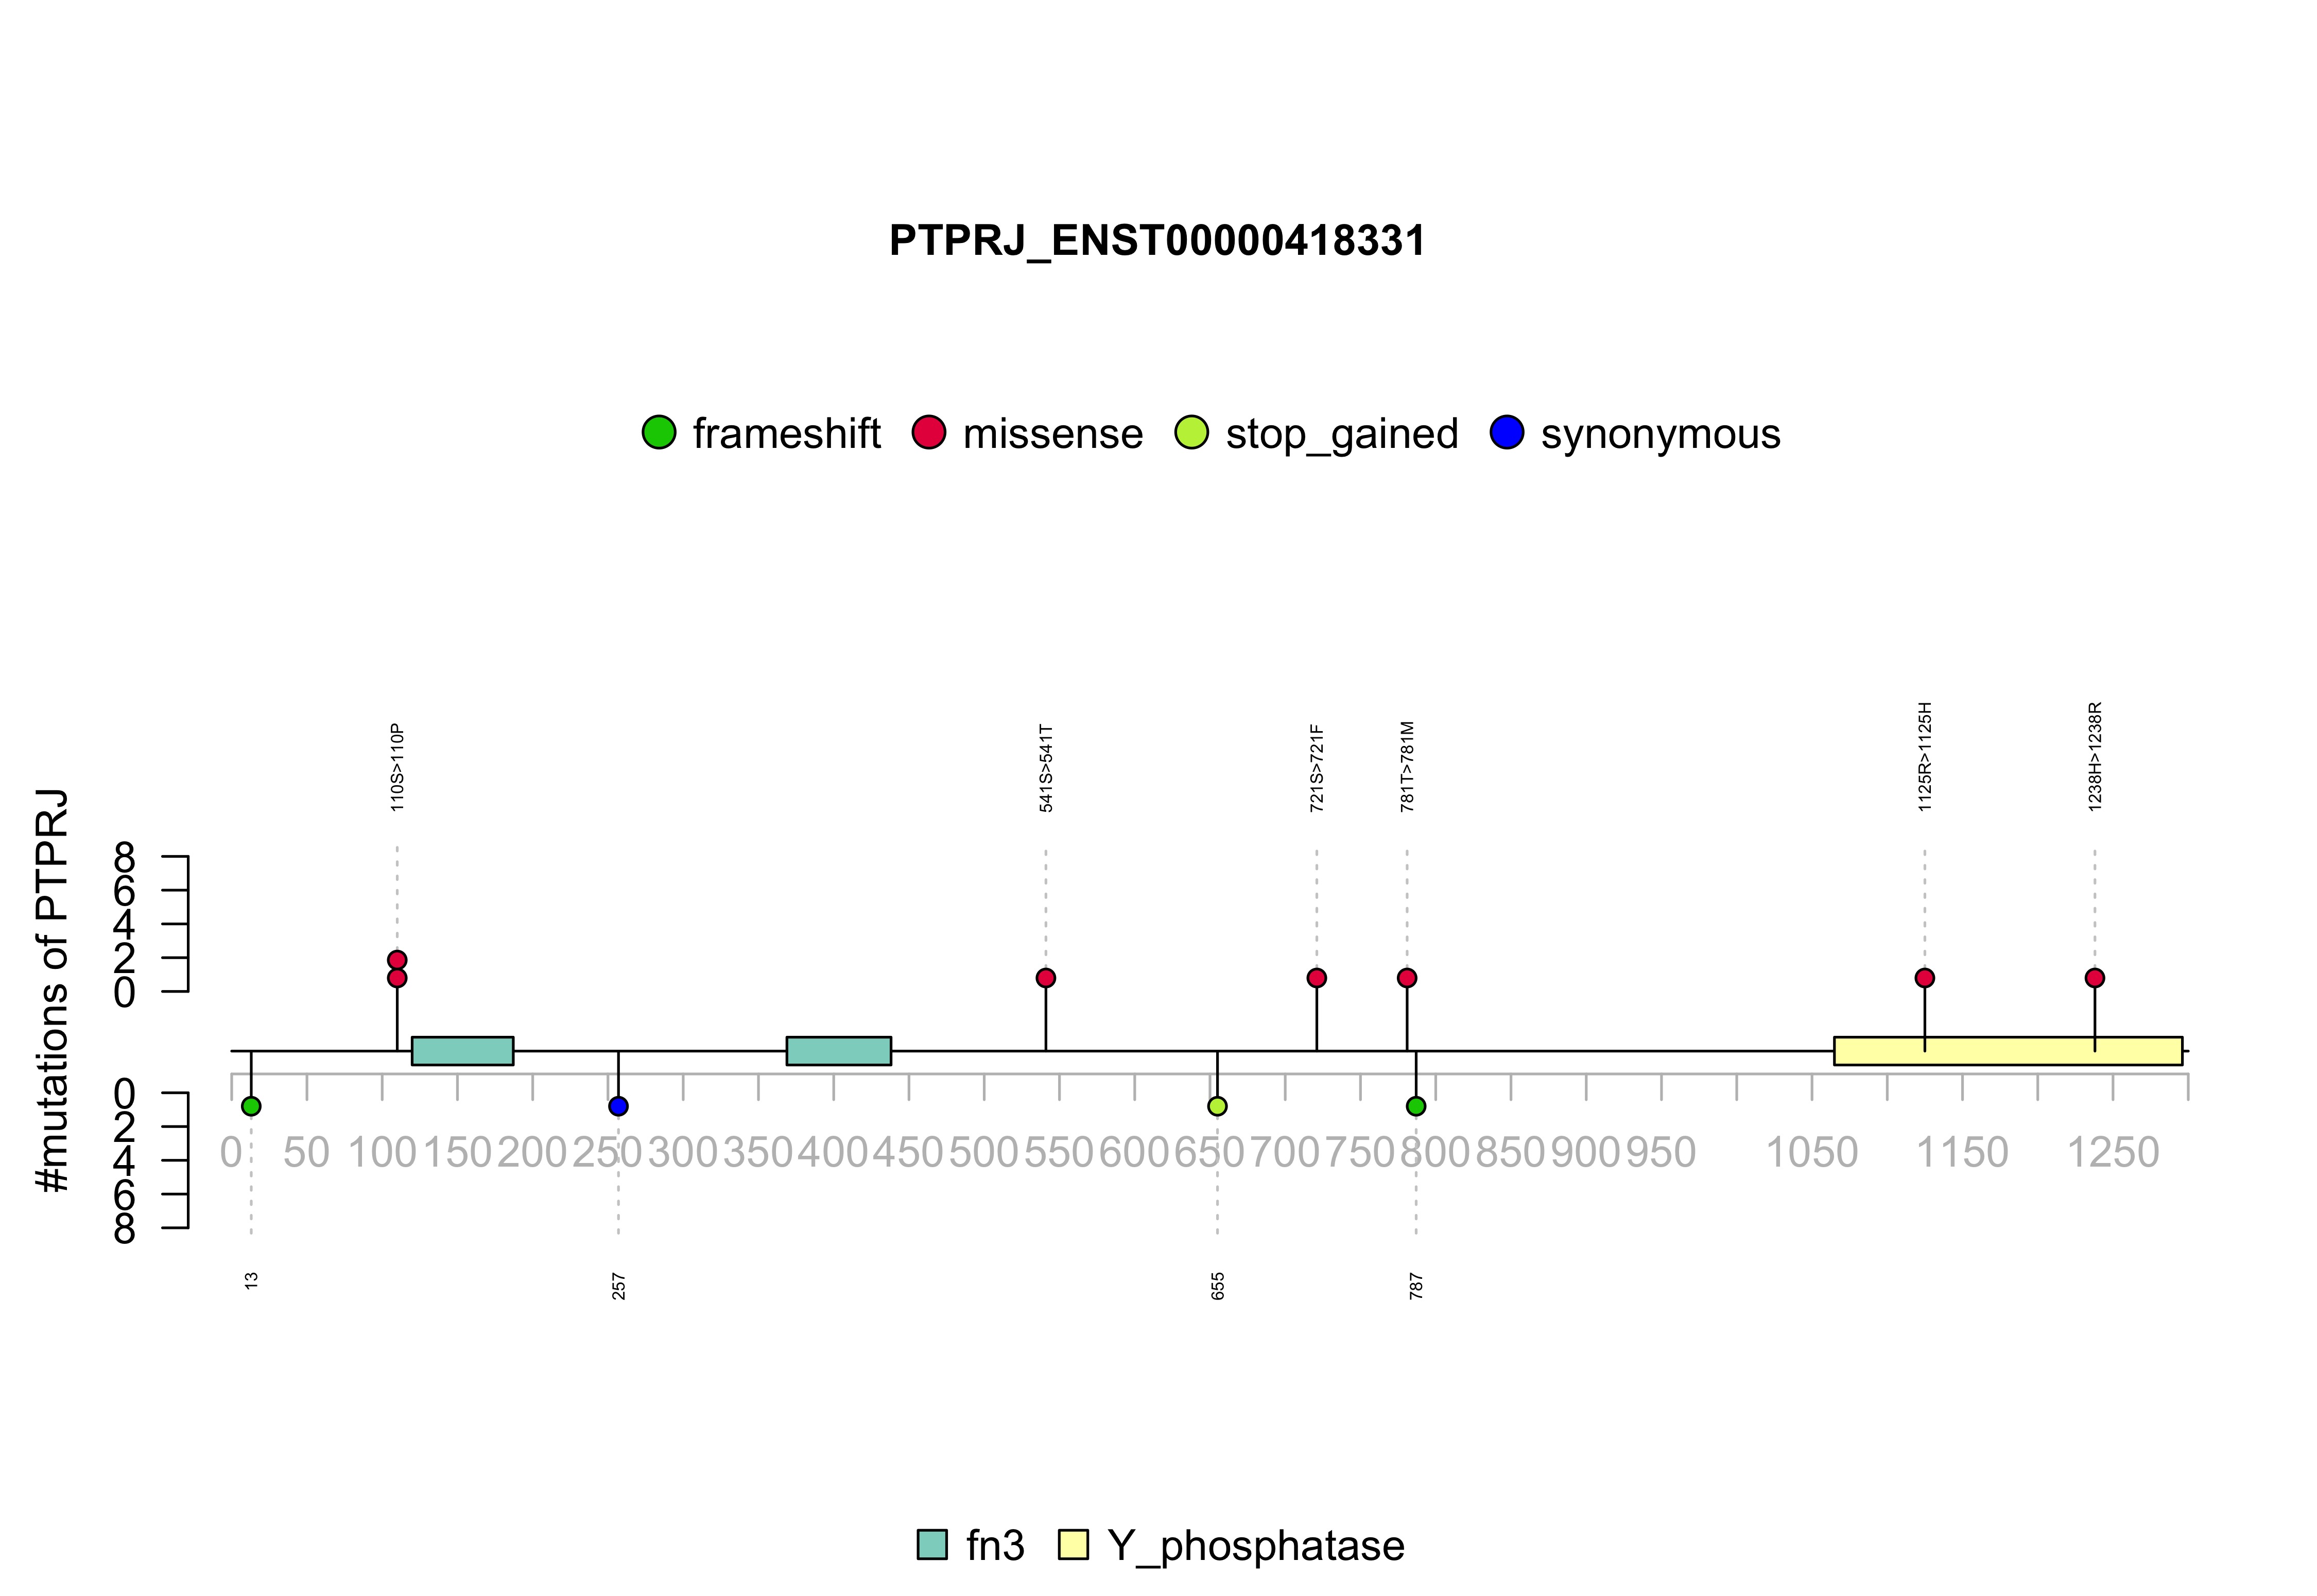 PTPRJ_ENST00000418331
frameshift missense stop_gained synonymous
110S>110P
541S>541T
721S>721F
781T>781M
1125R>1125H
1238H>1238R
#mutations of PTPRJ
8
6
4
2
0
0
2
4
6
8
0 50 100 150 200 250 300 350 400 450 500 550 600 650 700 750 800 850 900 950 1050 1150 1250
13
257
655
787
fn3 Y_phosphatase